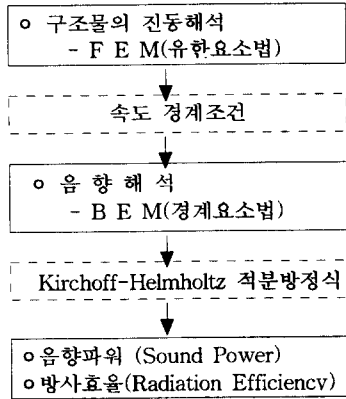 o 구조물의 진동해석
- F E M(유한요소법)
속도 경계조건
o 음 향 해 석
- B E M(경계요소법)
Kirchoff-Helmholtz 적분방정식
o 음향파워 (Sound Power)
o 방사효율(Radiation Efficiency)